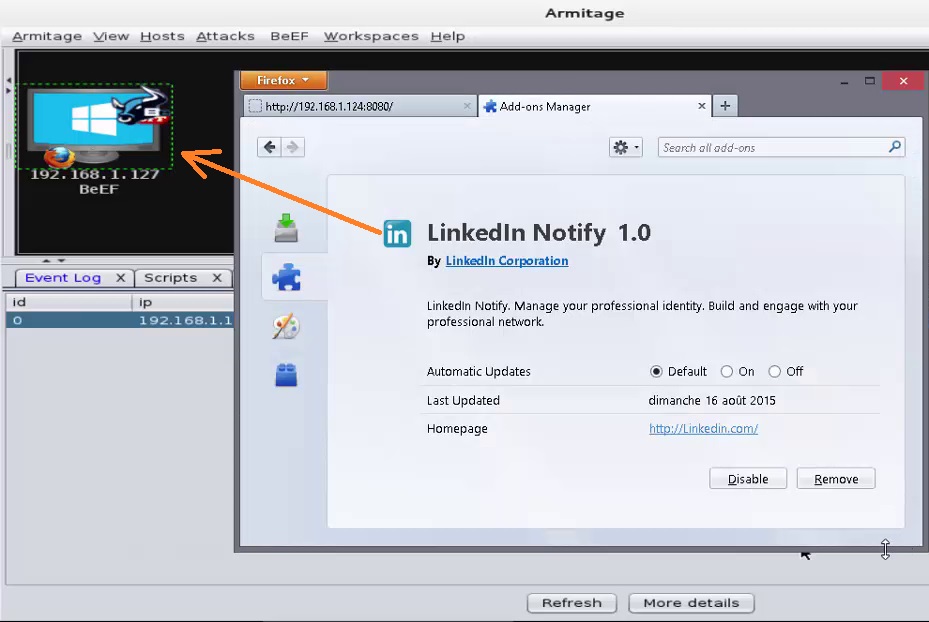 Armitage
Armitage View Hosts Attacks BeEF Workspaces Help
Firefox
http://192.168.1.124:8080/
Add-ons Manager
Search all add-ons
192.168.1.127
BeEF
in
LinkedIn Notify 1.0
By LinkedIn Corporation
Event Log X Scripts X
id ip
0 192.168.1.1
LinkedIn Notify. Manage your professional identity. Build and engage with your
professional network.
Automatic Updates Default On Off
Last Updated dimanche 16 août 2015
Homepage http://Linkedin.com/
Disable Remove
Refresh More details